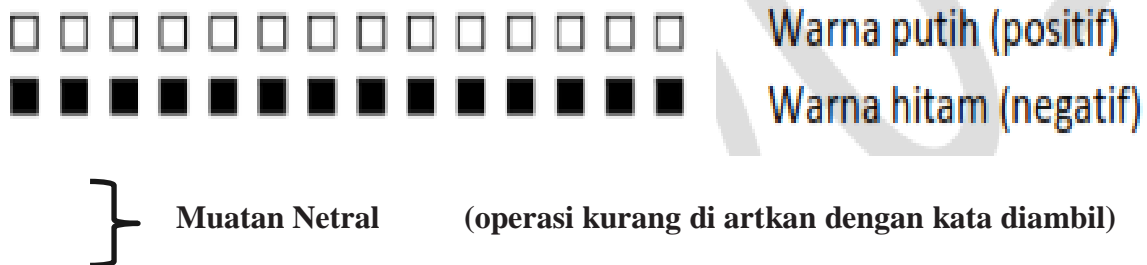 Warna putih (positif)
Warna hitam (negatif)
Muatan Netral (operasi kurang di artkan dengan kata diambil)